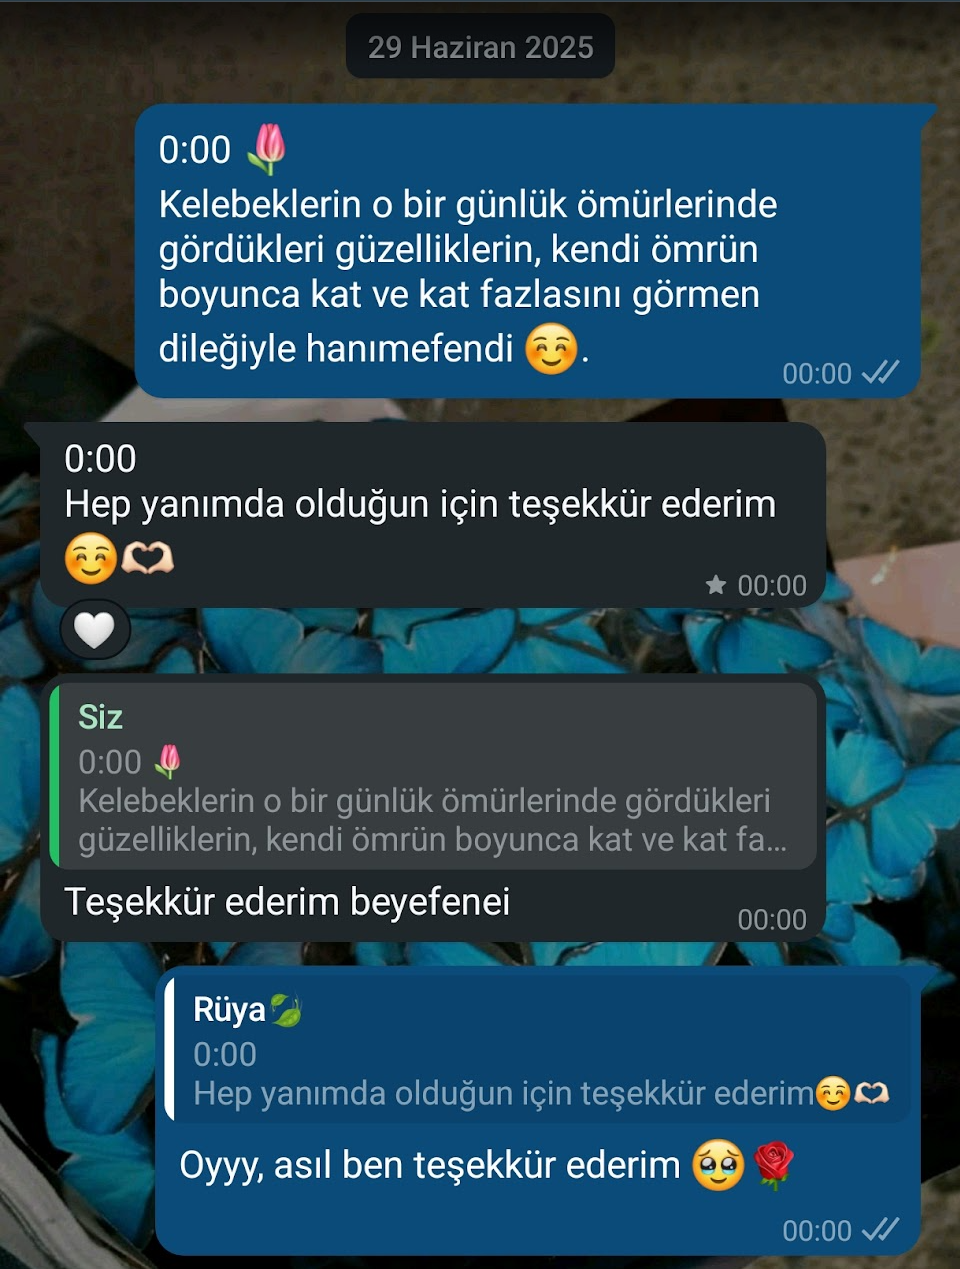 29 Haziran 2025
0:00 🌷
Kelebeklerin o bir günlük ömürlerinde
gördükleri güzelliklerin, kendi ömrün
boyunca kat ve kat fazlasını görmen
dileğiyle hanımefendi ☺️.
00:00
0:00
Hep yanımda olduğun için teşekkür ederim
☺️🫶🏻
00:00
Siz
0:00 🌷
Kelebeklerin o bir günlük ömürlerinde gördükleri
güzelliklerin, kendi ömrün boyunca kat ve kat fa...
Teşekkür ederim beyefenei
00:00
Rüya🍃
0:00
Hep yanımda olduğun için teşekkür ederim☺️🫶🏻
Oyyy, asıl ben teşekkür ederim 🥹🌹
00:00